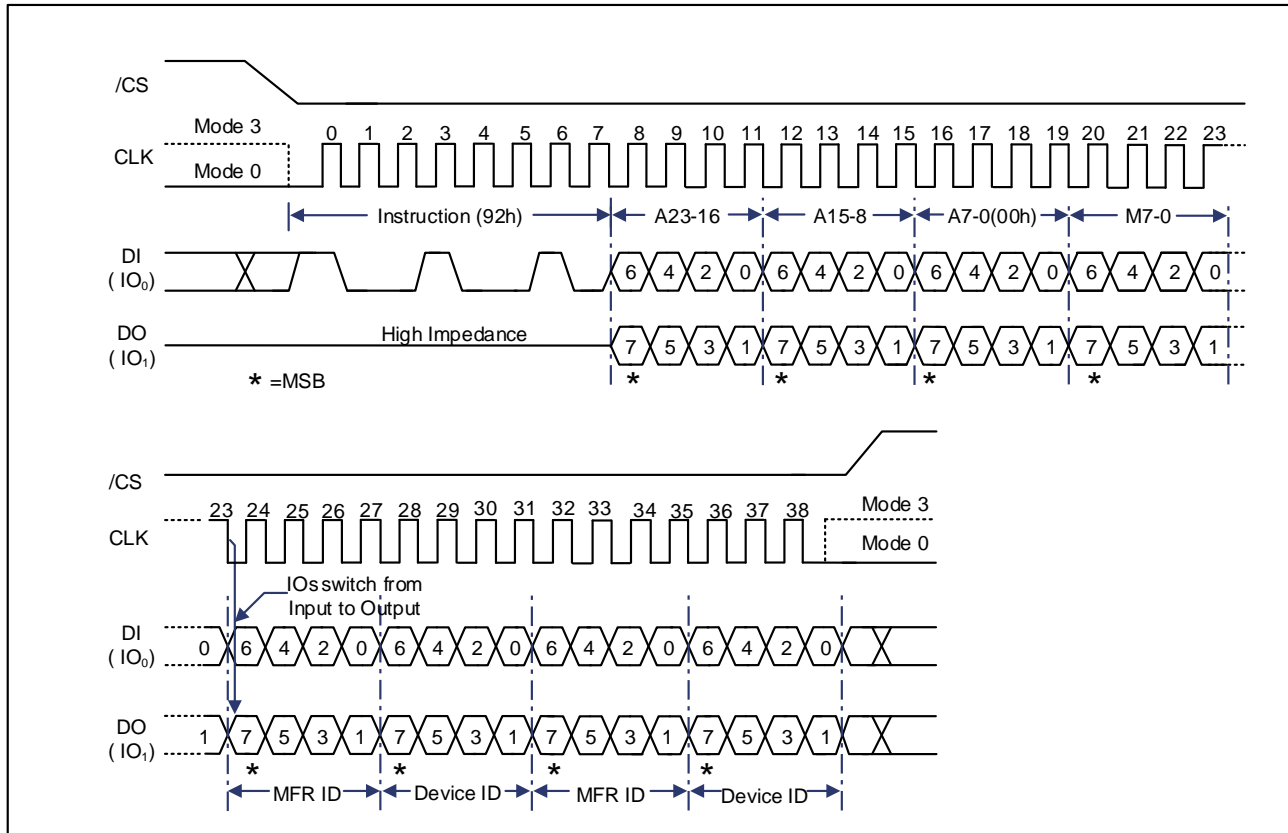 /CS
Mode 3
CLK
Mode 0
0 1 2 3 4 5 6 7 8 9 10 11 12 13 14 15 16 17 18 19 20 21 22 23
Instruction (92h) A23-16 A15-8 A7-0(00h) M7-0
DI
( IO₀)
6 4 2 0 6 4 2 0 6 4 2 0 6 4 2 0
DO
( IO₁)
High Impedance
7 5 3 1 7 5 3 1 7 5 3 1 7 5 3 1
* * * *
* =MSB
/CS
23 24 25 26 27 28 29 30 31 32 33 34 35 36 37 38
CLK
Mode 3
Mode 0
IOs switch from
Input to Output
DI
( IO₀)
0 6 4 2 0 6 4 2 0 6 4 2 0 6 4 2 0
DO
( IO₁)
1 7 5 3 1 7 5 3 1 7 5 3 1 7 5 3 1
* * * *
MFR ID Device ID MFR ID Device ID